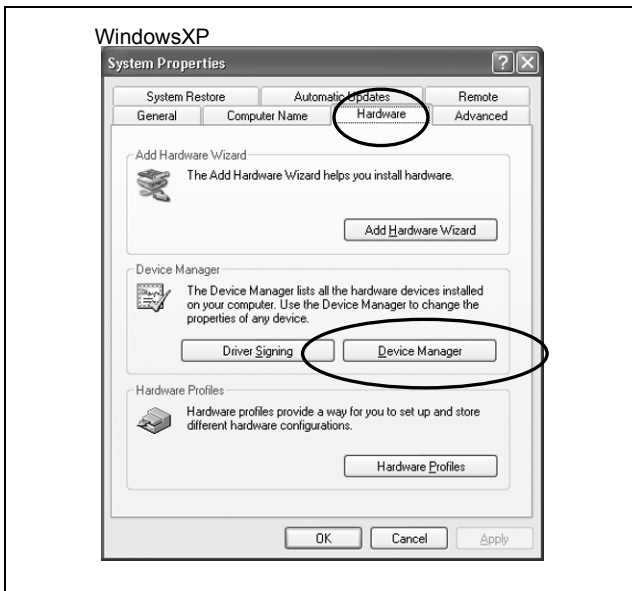 WindowsXP
System Properties
System Restore Automatic Updates Remote
General Computer Name Hardware Advanced
Add Hardware Wizard
The Add Hardware Wizard helps you install hardware.
Add Hardware Wizard
Device Manager
The Device Manager lists all the hardware devices installed
on your computer. Use the Device Manager to change the
properties of any device.
Driver Signing Device Manager
Hardware Profiles
Hardware profiles provide a way for you to set up and store
different hardware configurations.
Hardware Profiles
OK Cancel Apply